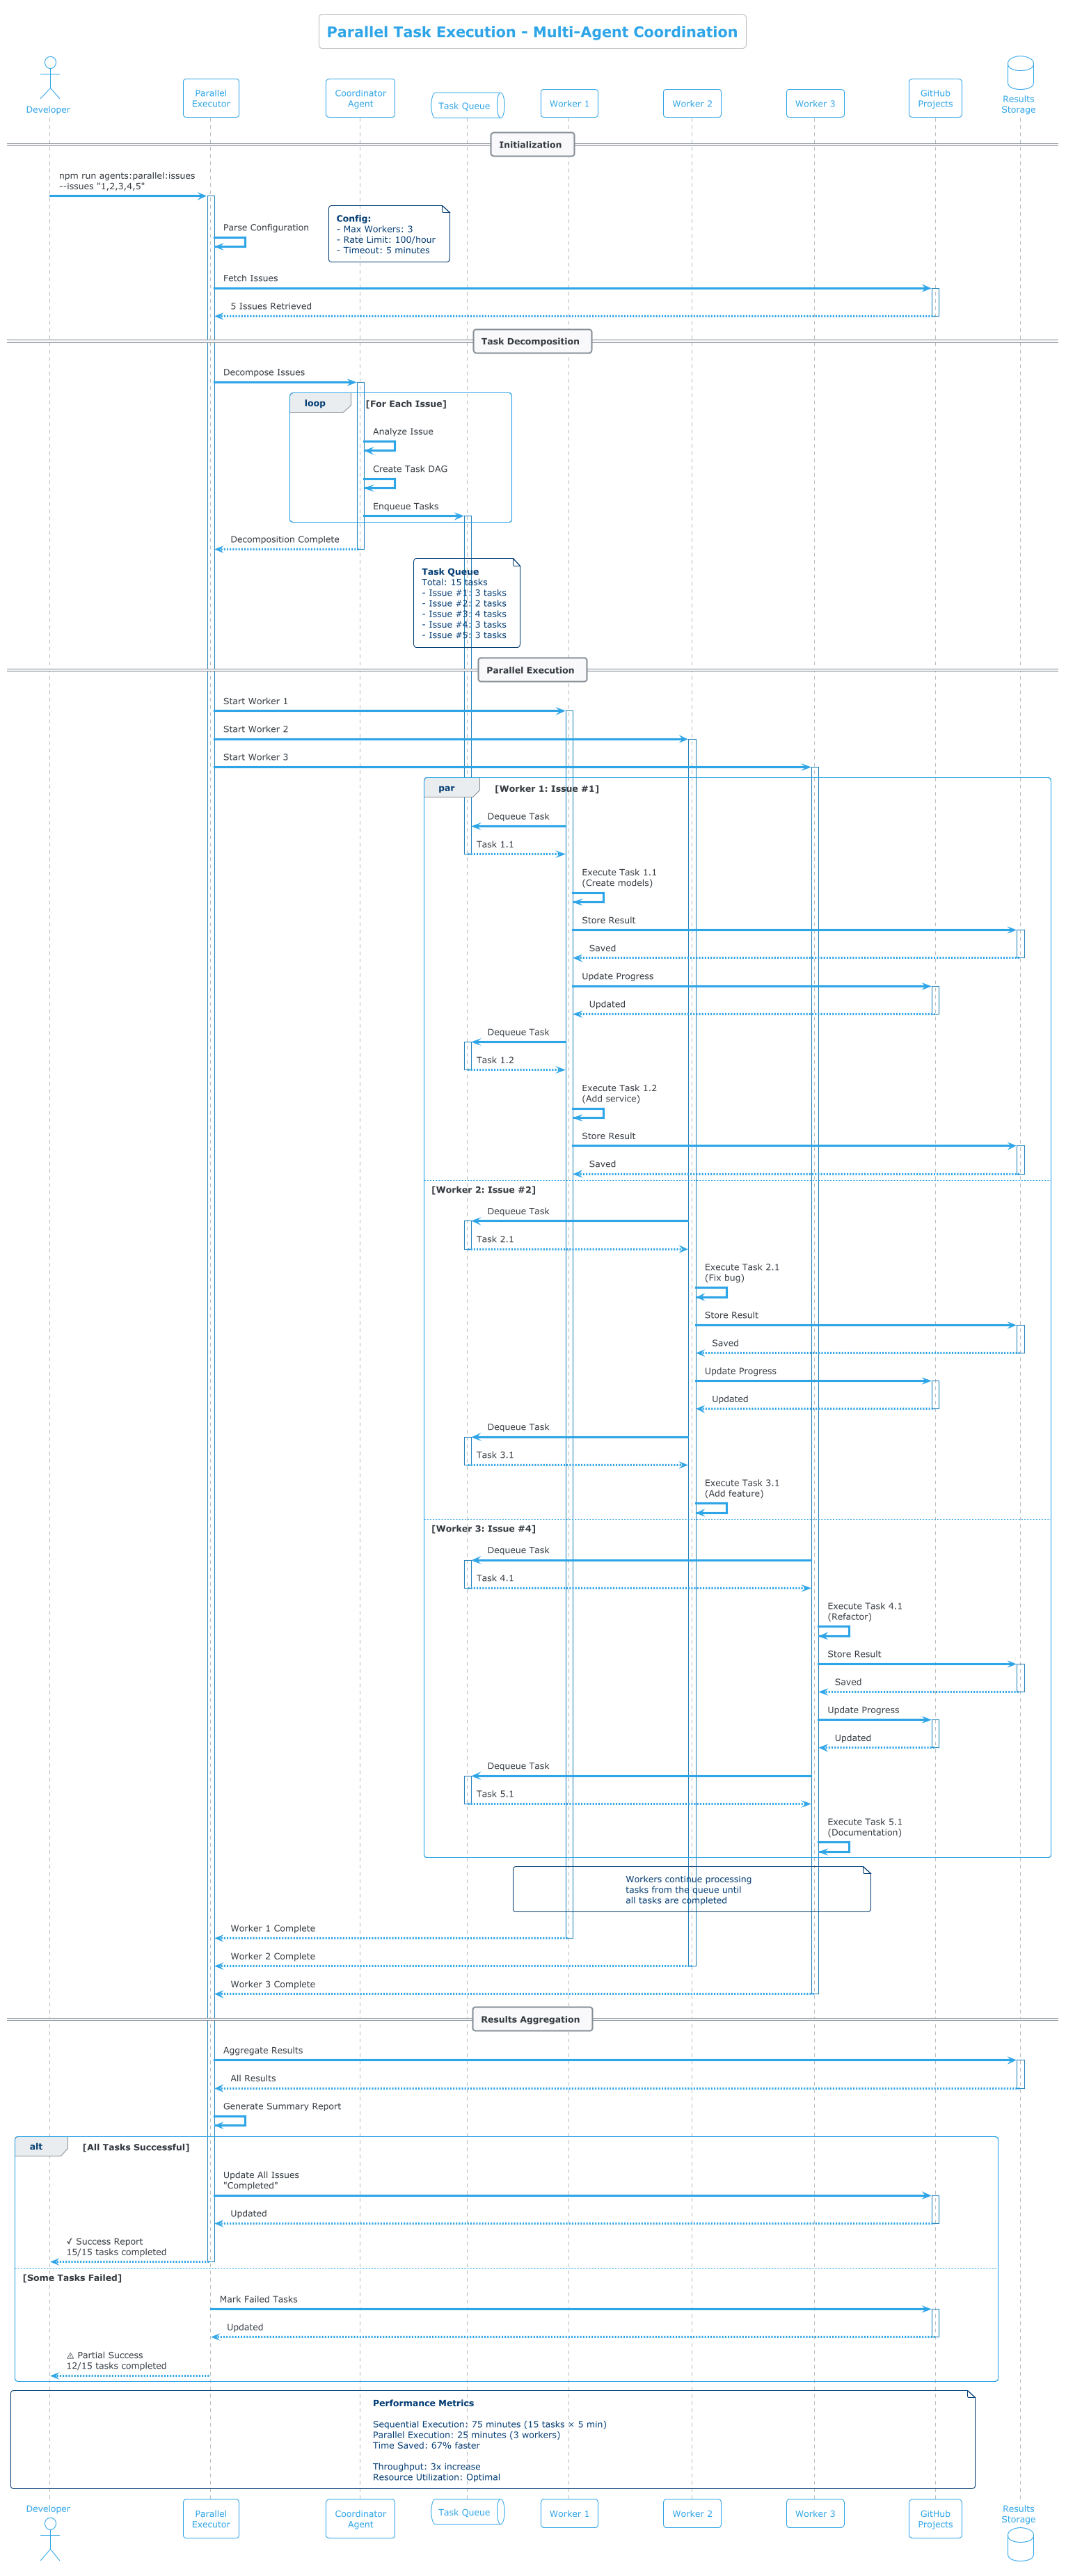 Parallel Task Execution - Multi-Agent Coordination
Developer
Parallel
Executor
Coordinator
Agent
Task Queue
Worker 1
Worker 2
Worker 3
GitHub
Projects
Results
Storage
Initialization
npm run agents:parallel:issues
--issues "1,2,3,4,5"
Parse Configuration
Config:
- Max Workers: 3
- Rate Limit: 100/hour
- Timeout: 5 minutes
Fetch Issues
5 Issues Retrieved
Task Decomposition
Decompose Issues
loop
[For Each Issue]
Analyze Issue
Create Task DAG
Enqueue Tasks
Decomposition Complete
Task Queue
Total: 15 tasks
- Issue #1: 3 tasks
- Issue #2: 2 tasks
- Issue #3: 4 tasks
- Issue #4: 3 tasks
- Issue #5: 3 tasks
Parallel Execution
Start Worker 1
Start Worker 2
Start Worker 3
par
[Worker 1: Issue #1]
Dequeue Task
Task 1.1
Execute Task 1.1
(Create models)
Store Result
Saved
Update Progress
Updated
Dequeue Task
Task 1.2
Execute Task 1.2
(Add service)
Store Result
Saved
[Worker 2: Issue #2]
Dequeue Task
Task 2.1
Execute Task 2.1
(Fix bug)
Store Result
Saved
Update Progress
Updated
Dequeue Task
Task 3.1
Execute Task 3.1
(Add feature)
[Worker 3: Issue #4]
Dequeue Task
Task 4.1
Execute Task 4.1
(Refactor)
Store Result
Saved
Update Progress
Updated
Dequeue Task
Task 5.1
Execute Task 5.1
(Documentation)
Workers continue processing
tasks from the queue until
all tasks are completed
Worker 1 Complete
Worker 2 Complete
Worker 3 Complete
Results Aggregation
Aggregate Results
All Results
Generate Summary Report
alt
[All Tasks Successful]
Update All Issues
"Completed"
Updated
✓ Success Report
15/15 tasks completed
[Some Tasks Failed]
Mark Failed Tasks
Updated
⚠ Partial Success
12/15 tasks completed
Performance Metrics
Sequential Execution: 75 minutes (15 tasks × 5 min)
Parallel Execution: 25 minutes (3 workers)
Time Saved: 67% faster
Throughput: 3x increase
Resource Utilization: Optimal
Developer
Parallel
Executor
Coordinator
Agent
Task Queue
Worker 1
Worker 2
Worker 3
GitHub
Projects
Results
Storage